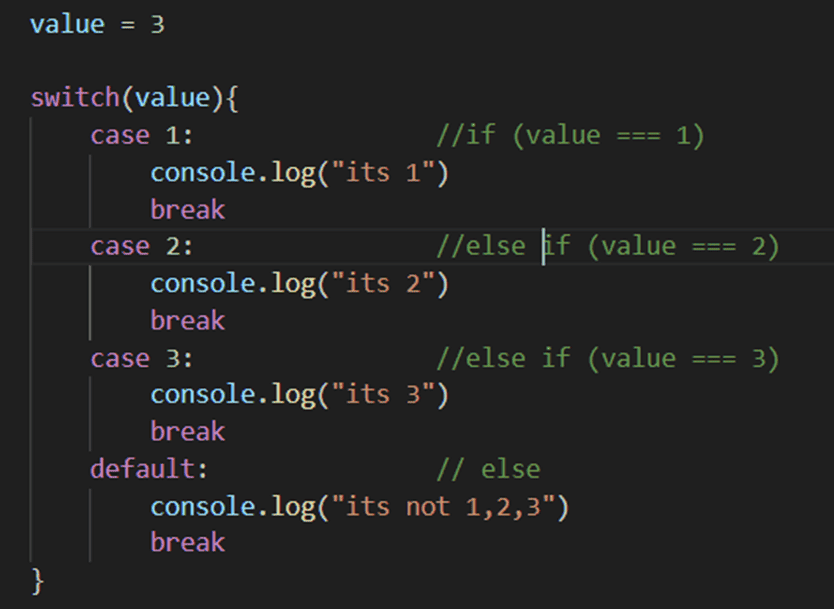 value = 3
switch(value){
case 1: //if (value === 1)
console.log("its 1")
break
case 2: //else if (value === 2)
console.log("its 2")
break
case 3: //else if (value === 3)
console.log("its 3")
break
default: // else
console.log("its not 1,2,3")
break
}